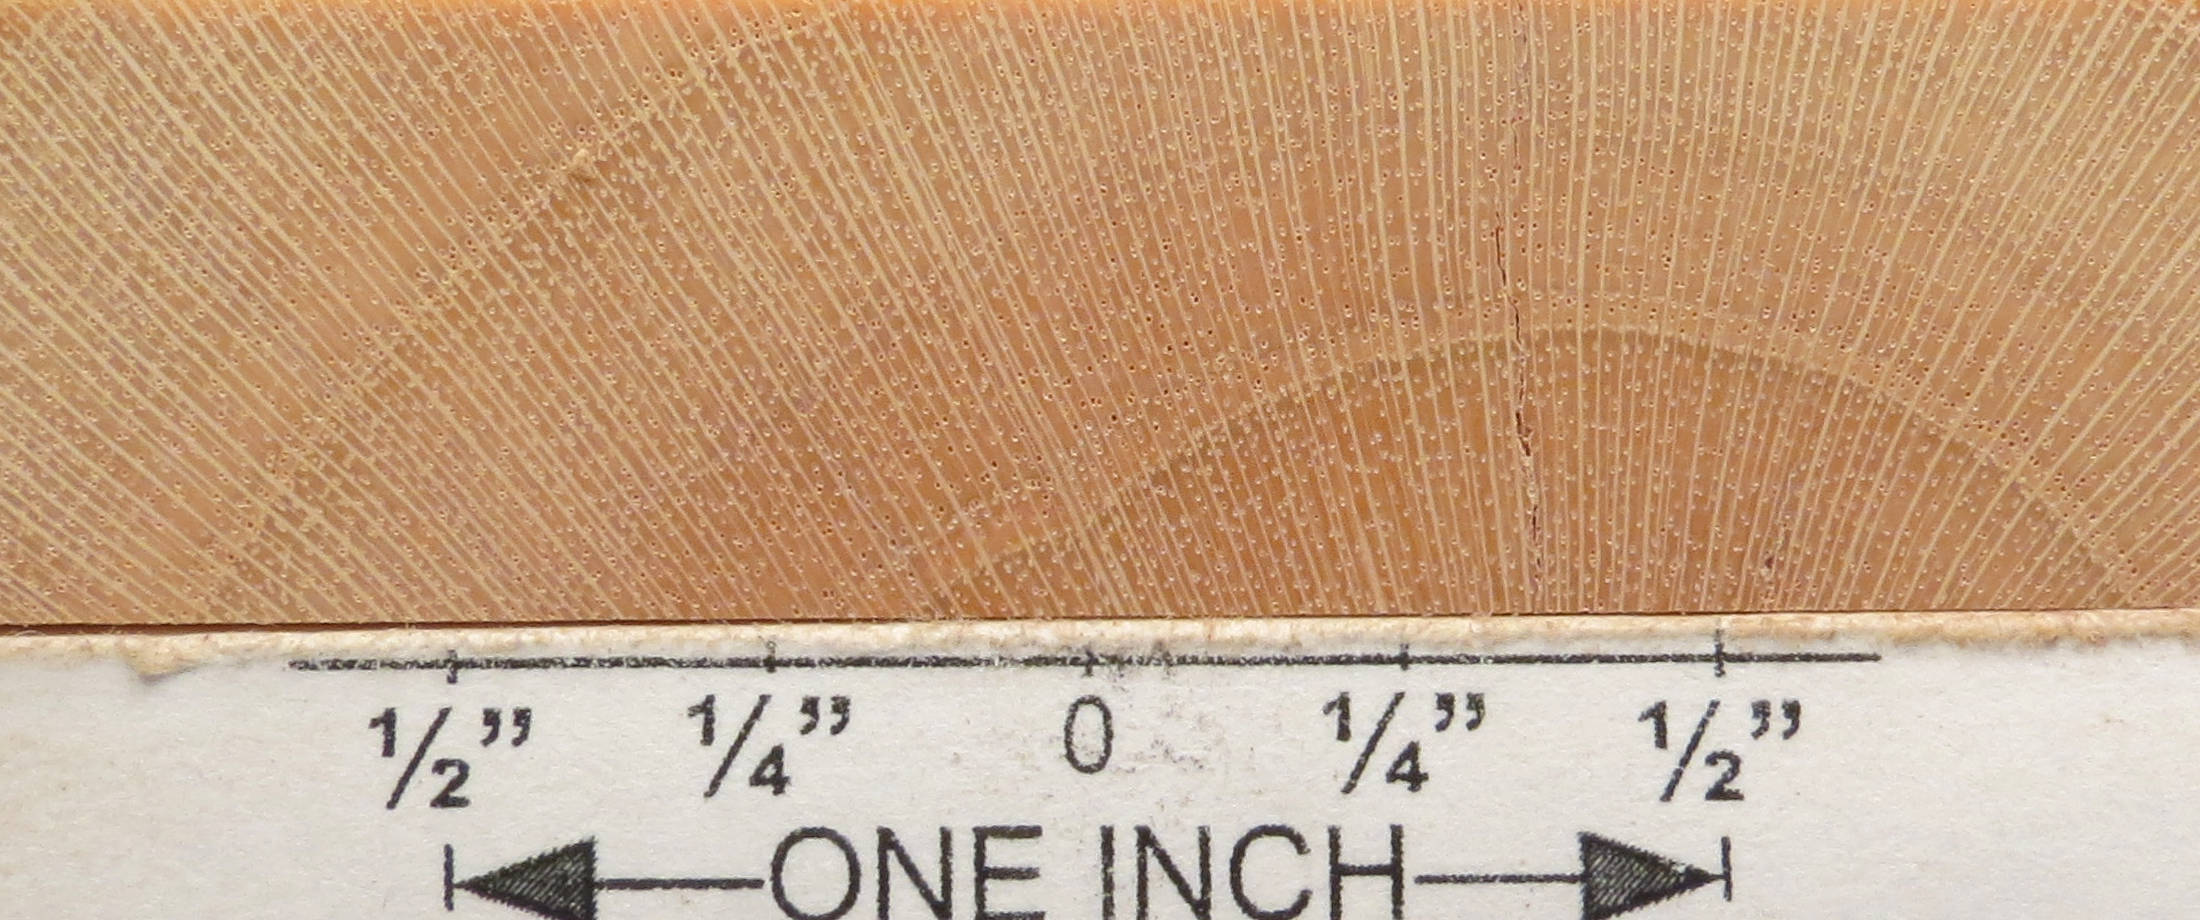 1/2” 1/4” 0 1/4” 1/2”
ONE INCH